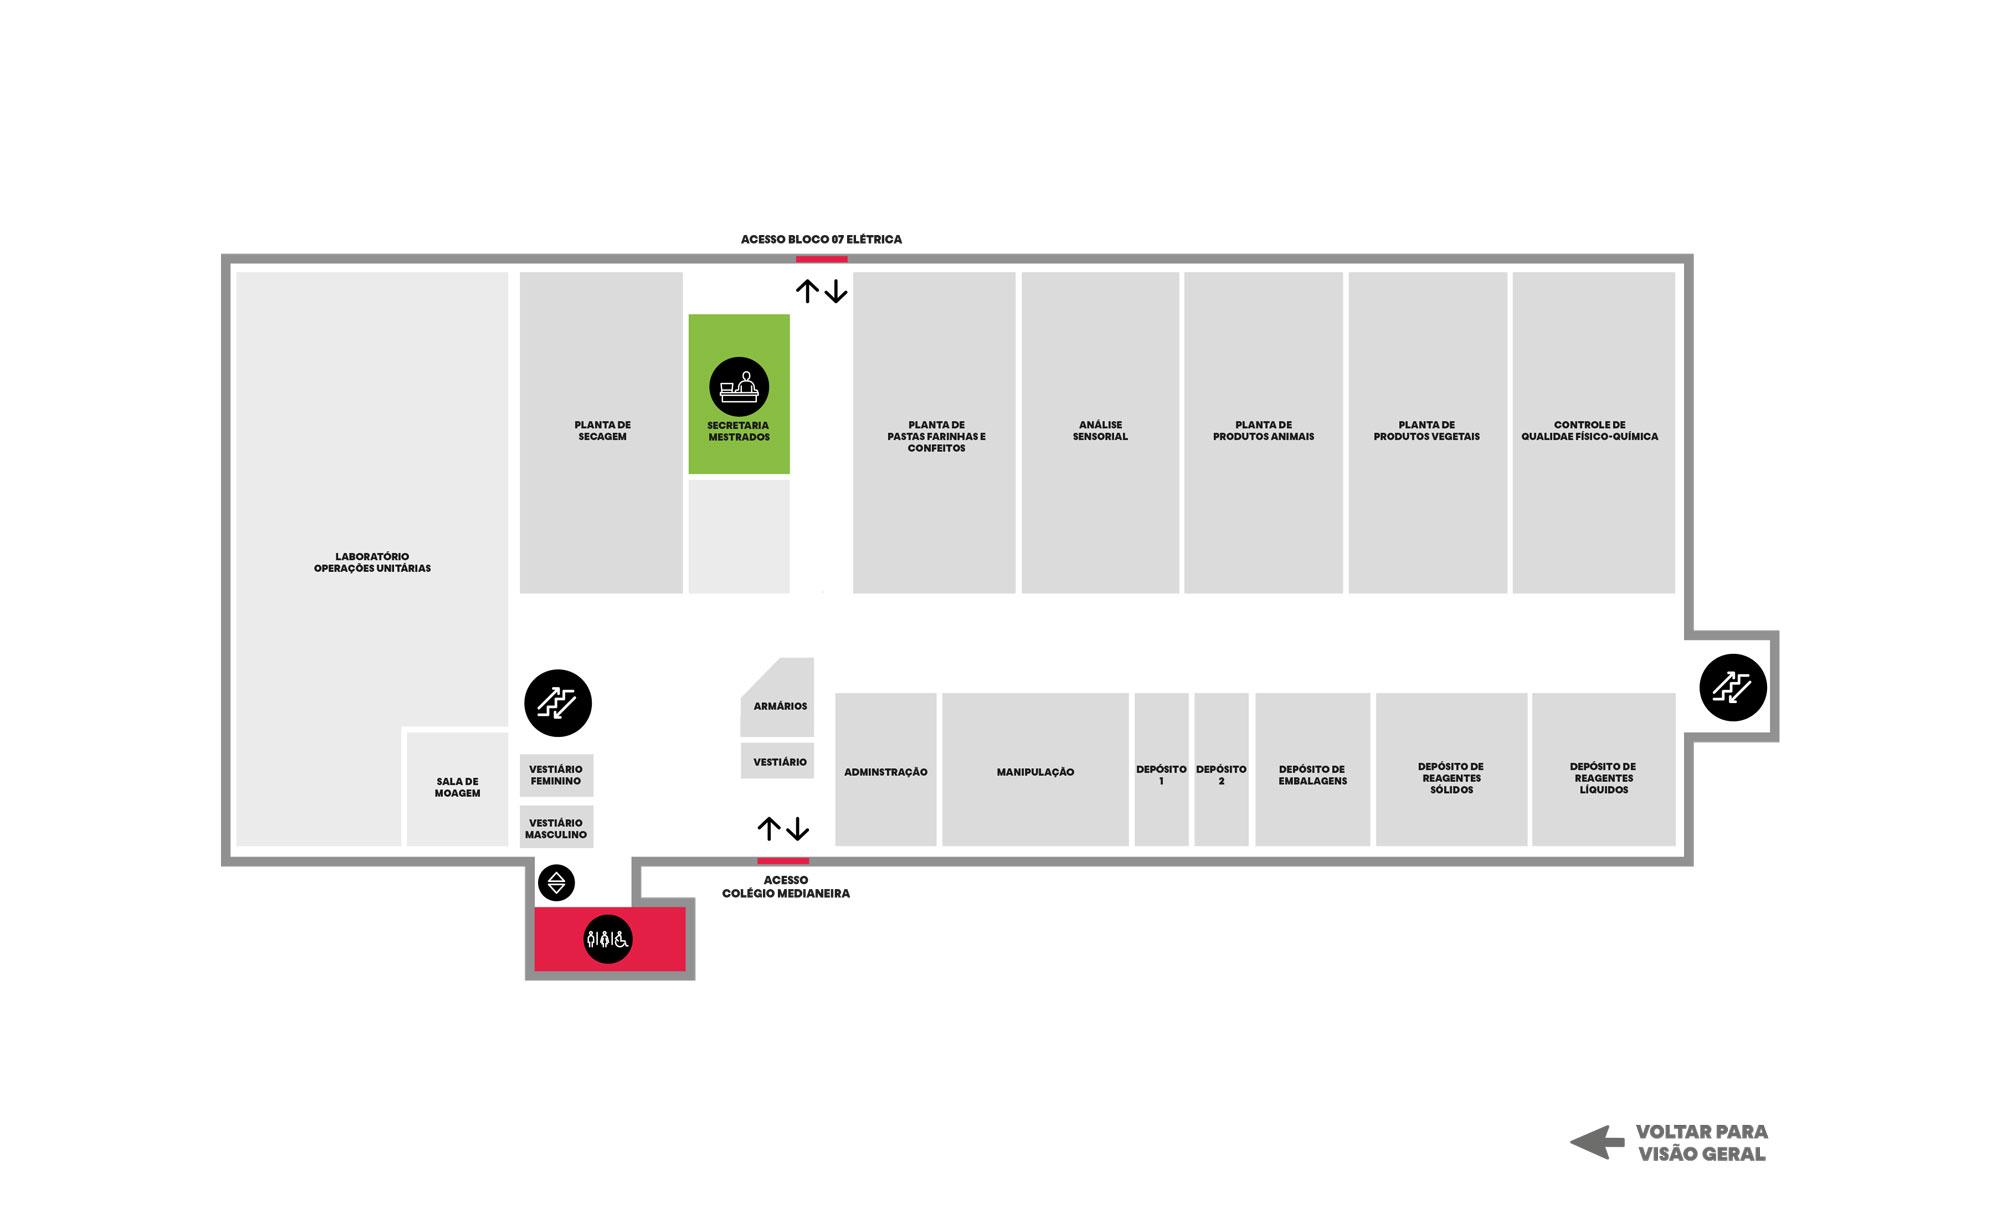 ACESSO BLOCO 07 ELÉTRICA
PLANTA DE
SECAGEM
SECRETARIA
MESTRADOS
PLANTA DE
PASTAS FARINHAS E
CONFEITOS
ANÁLISE
SENSORIAL
PLANTA DE
PRODUTOS ANIMAIS
PLANTA DE
PRODUTOS VEGETAIS
CONTROLE DE
QUALIDAE FÍSICO-QUÍMICA
LABORATÓRIO
OPERAÇÕES UNITÁRIAS
SALA DE
MOAGEM
VESTIÁRIO
FEMININO
VESTIÁRIO
MASCULINO
ARMÁRIOS
VESTIÁRIO
ADMINSTRAÇÃO
MANIPULAÇÃO
DEPÓSITO
1
DEPÓSITO
2
DEPÓSITO DE
EMBALAGENS
DEPÓSITO DE
REAGENTES
SÓLIDOS
DEPÓSITO DE
REAGENTES
LÍQUIDOS
ACESSO
COLÉGIO MEDIANEIRA
VOLTAR PARA
VISÃO GERAL